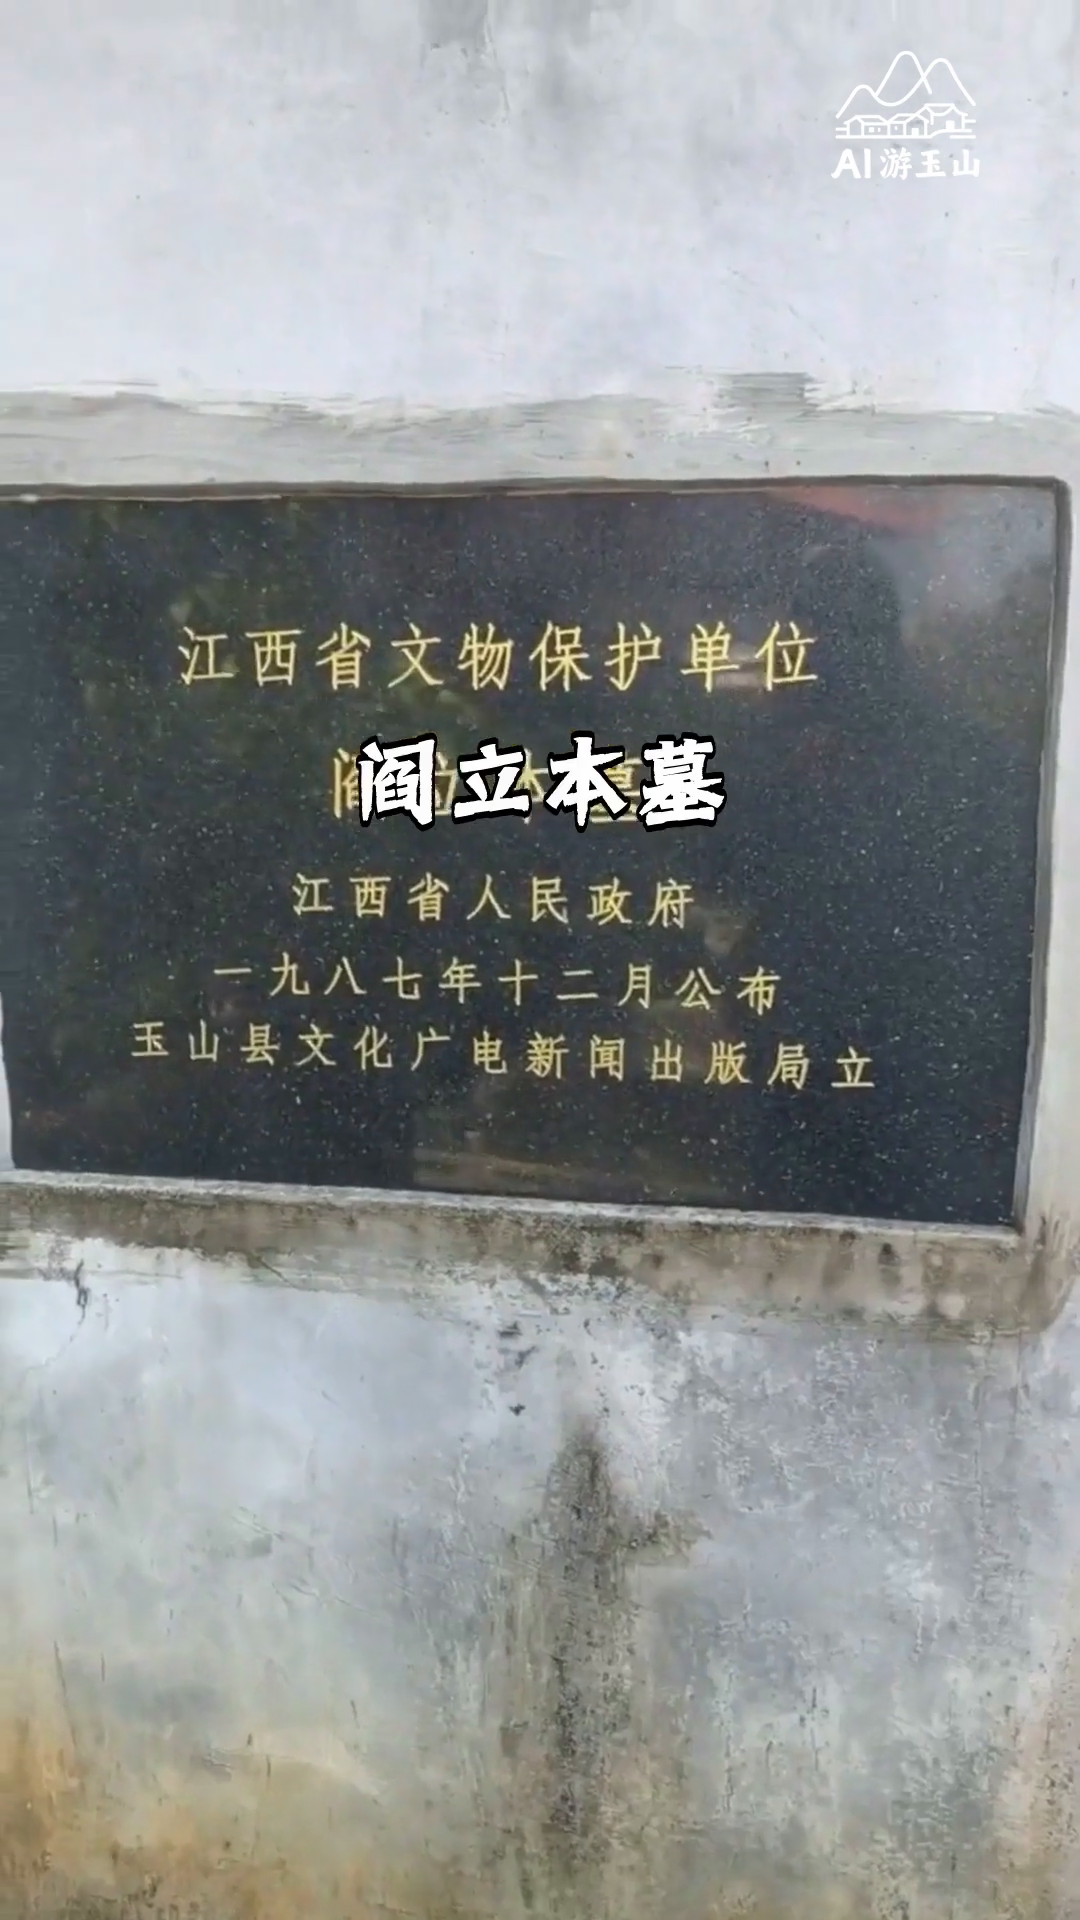 AI游玉山
江西省文物保护单位
阎立本墓
江西省人民政府
一九八七年十二月公布
玉山县文化广电新闻出版局立